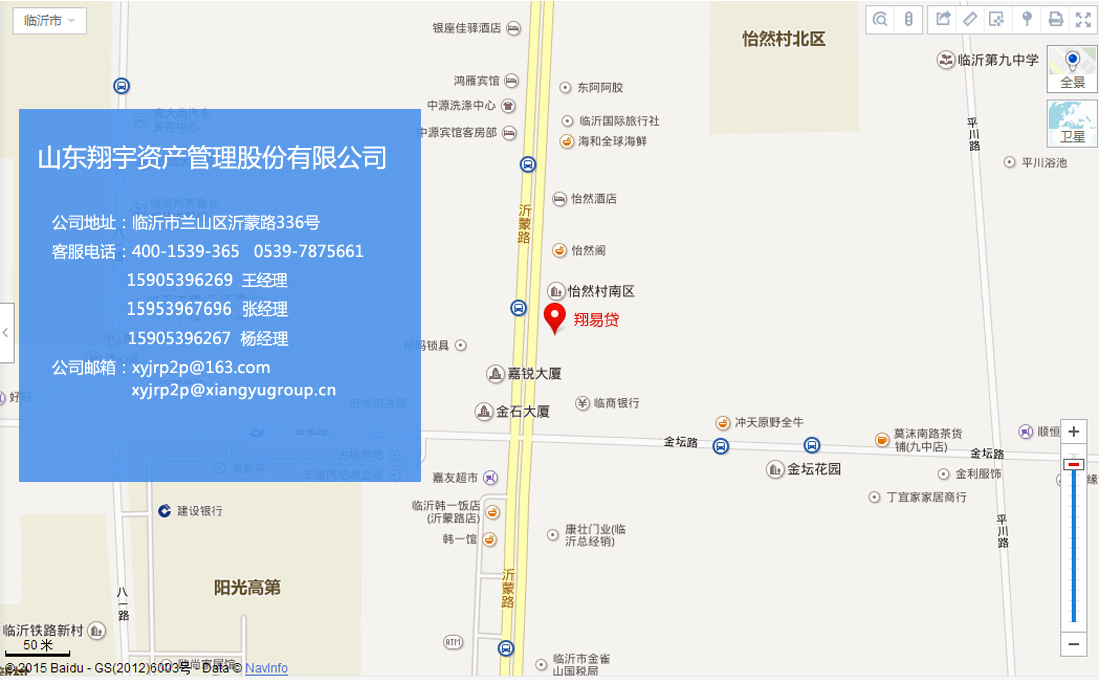 临沂市
银座佳驿酒店
怡然村北区
临沂第九中学
全景
卫星
鸿雁宾馆
东阿阿胶
中源洗涤中心
临沂国际旅行社
中源宾馆客房部
海和全球海鲜
平川路
平川浴池
山东翔宇资产管理股份有限公司
公司地址：临沂市兰山区沂蒙路336号
客服电话：400-1539-365 0539-7875661
15905396269 王经理
15953967696 张经理
15905396267 杨经理
公司邮箱：xyjrp2p@163.com
xyjrp2p@xiangyugroup.cn
怡然酒店
沂蒙路
怡然阁
怡然村南区
翔易贷
玛锁具
嘉锐大厦
金石大厦
临商银行
冲天原野全牛
金坛路
莫沫南路茶货
铺(九中店)
顺恒
金坛路
金坛花园
金利服饰
丁宜家家居商行
嘉友超市
临沂韩一饭店
(沂蒙路店)
韩一馆
建设银行
康壮门业(临
沂总经销)
平川路
沂蒙路
阳光高第
八一路
临沂铁路新村
50 米
ATM
临沂市金雀
山国税局
© 2015 Baidu - GS(2012)6003号 - Data © NavInfo